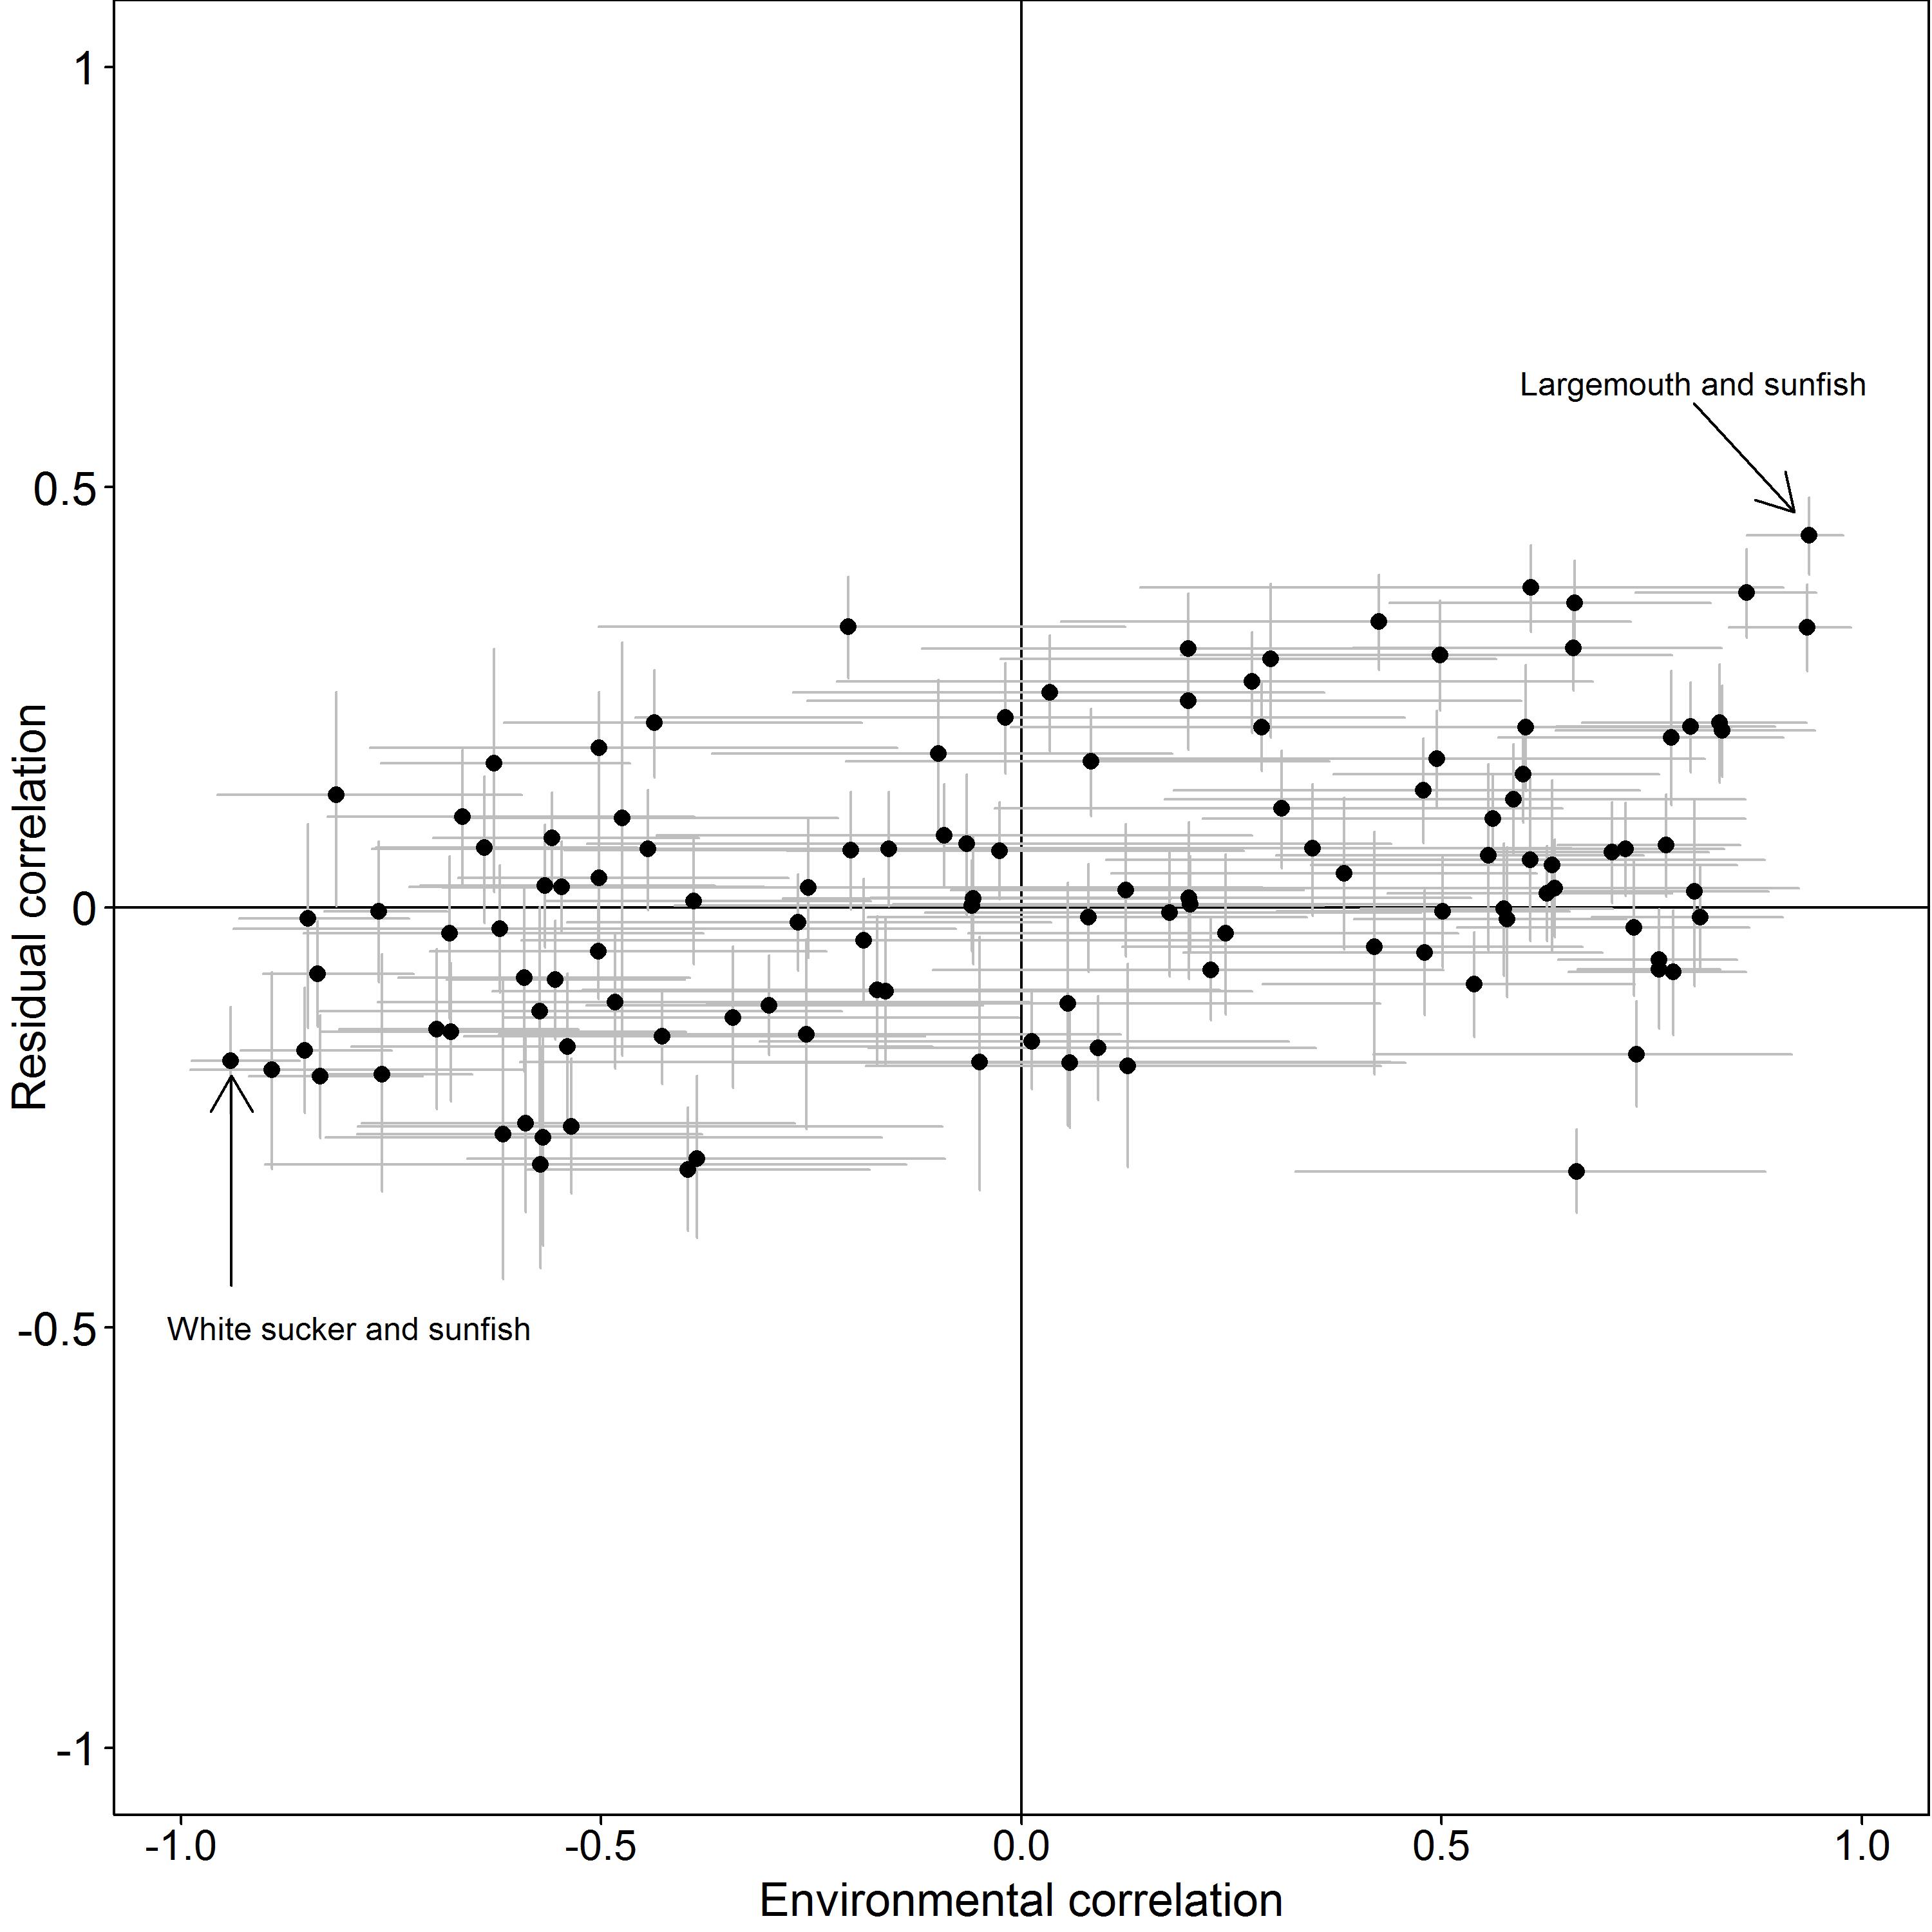 1
0.5
0
-0.5
-1
Residual correlation
Largemouth and sunfish
White sucker and sunfish
-1.0
-0.5
0.0
0.5
1.0
Environmental correlation